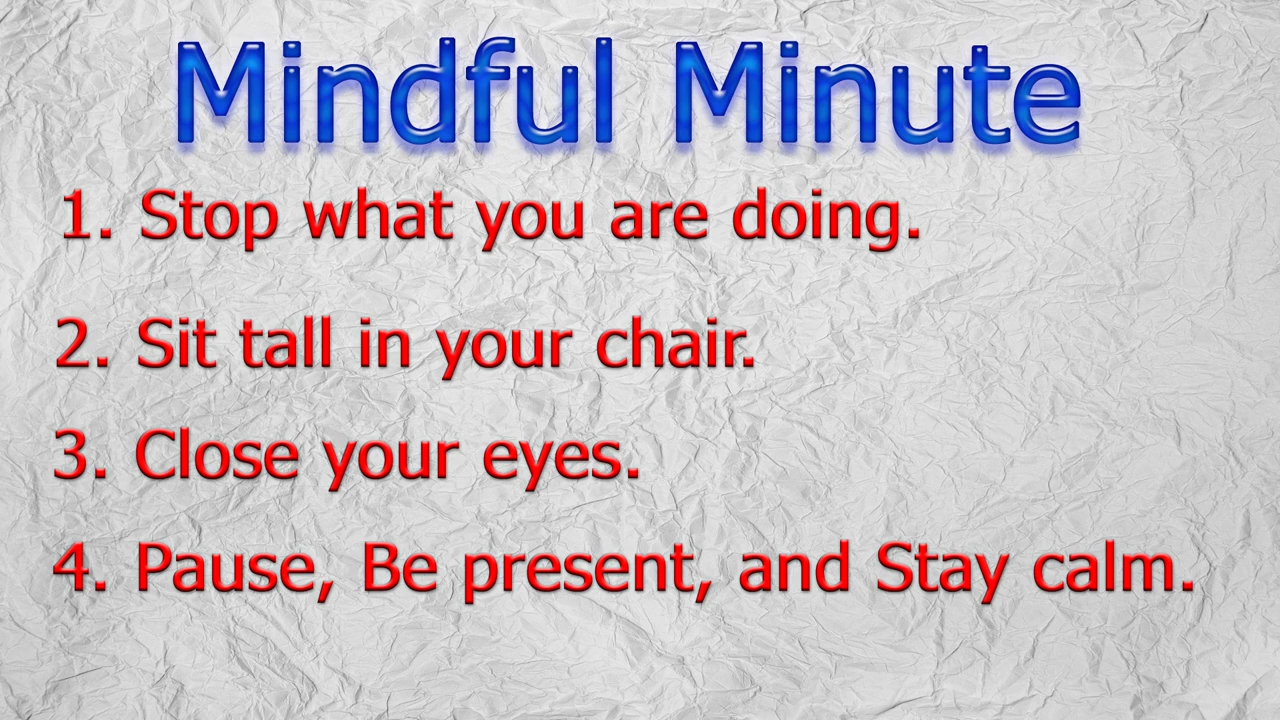 Mindful Minute
1. Stop what you are doing.
2. Sit tall in your chair.
3. Close your eyes.
4. Pause, Be present, and Stay calm.